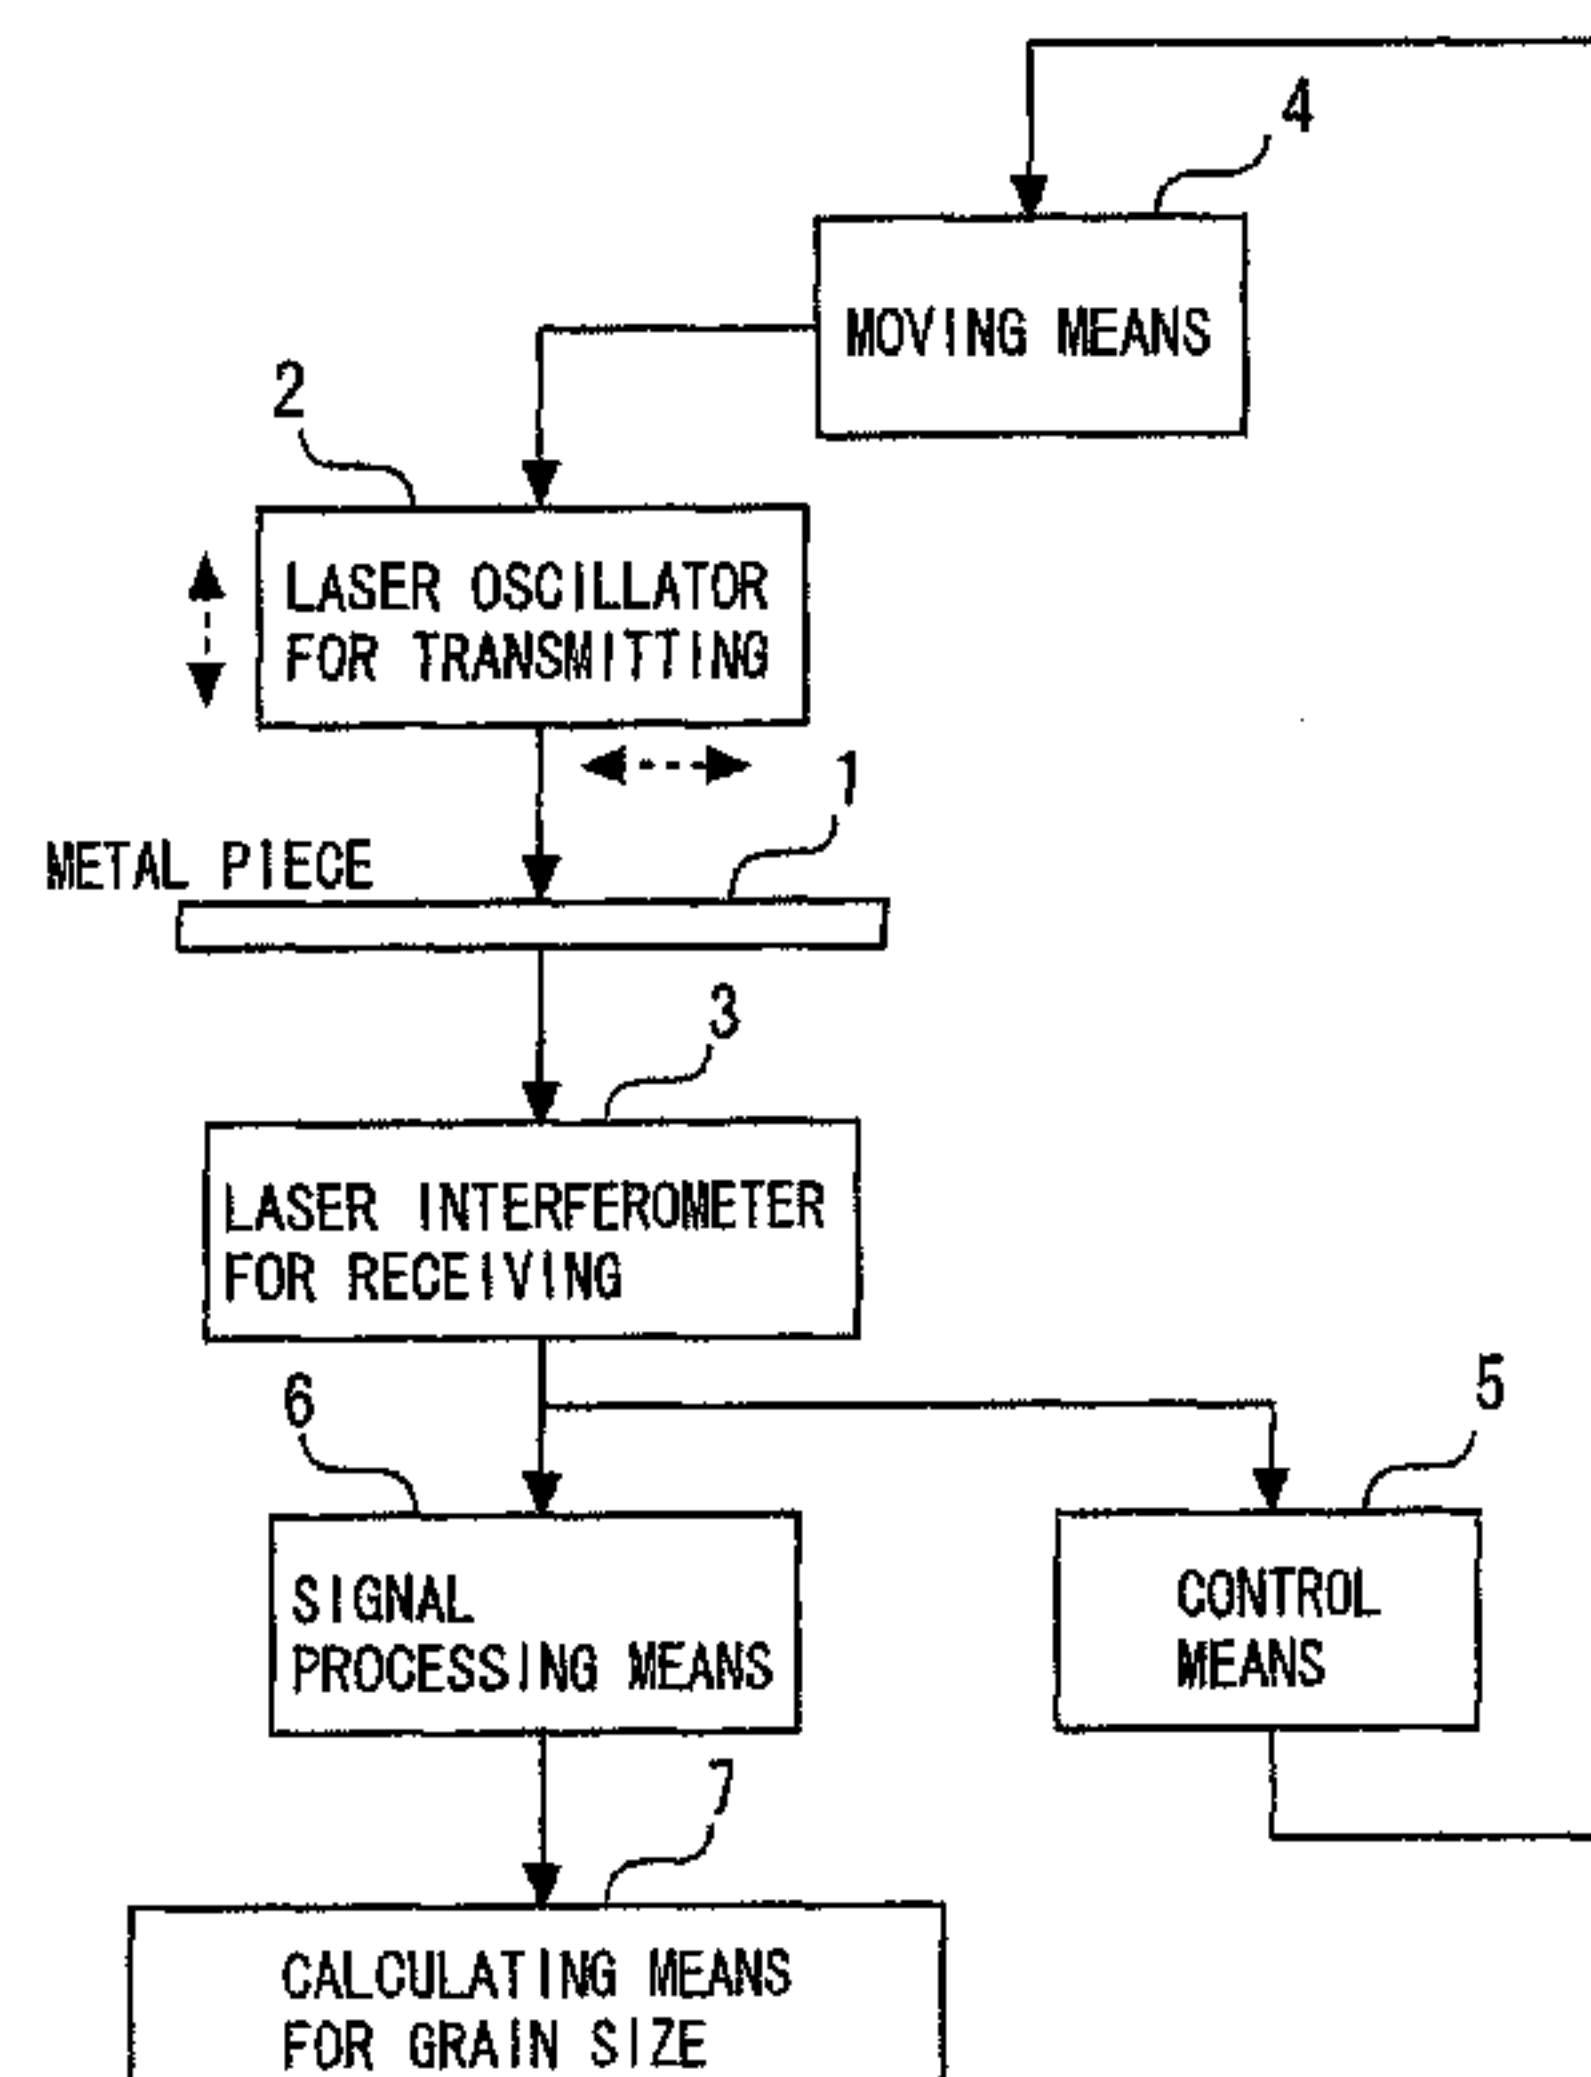 4
MOVING MEANS
2
LASER OSCILLATOR
FOR TRANSMITTING
1
METAL PIECE
3
LASER INTERFEROMETER
FOR RECEIVING
6
5
SIGNAL
PROCESSING MEANS
CONTROL
MEANS
7
CALCULATING MEANS
FOR GRAIN SIZE